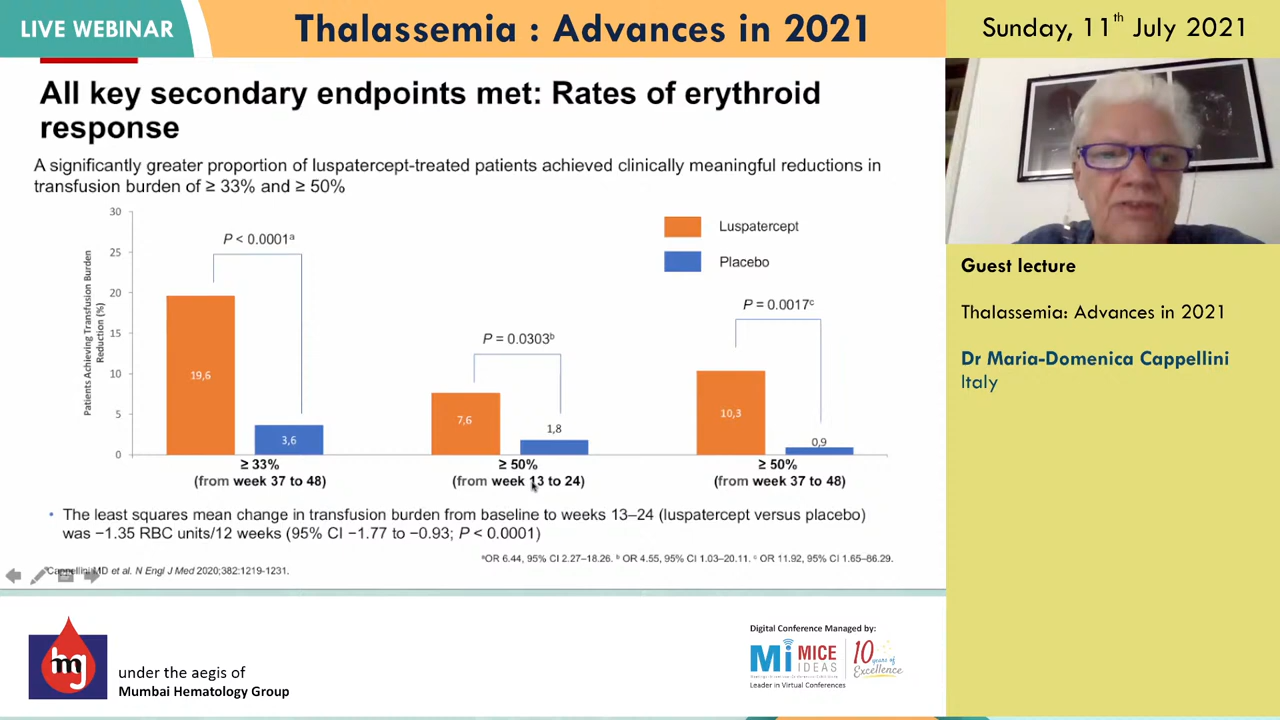 LIVE WEBINAR
Thalassemia : Advances in 2021
Sunday, 11th July 2021
All key secondary endpoints met: Rates of erythroid
response
A significantly greater proportion of luspatercept-treated patients achieved clinically meaningful reductions in
transfusion burden of ≥ 33% and ≥ 50%
Patients Achieving Transfusion Burden
Reduction (%)
30
25
20
15
10
5
0
P < 0.0001ª
P = 0.0303ᵇ
P = 0.0017ᶜ
Luspatercept
Placebo
19,6
3,6
7,6
1,8
10,3
0,9
≥ 33%
(from week 37 to 48)
≥ 50%
(from week 13 to 24)
≥ 50%
(from week 37 to 48)
• The least squares mean change in transfusion burden from baseline to weeks 13–24 (luspatercept versus placebo)
was −1.35 RBC units/12 weeks (95% CI −1.77 to −0.93; P < 0.0001)
ªOR 6.44, 95% CI 2.27–18.26. ᵇ OR 4.55, 95% CI 1.03–20.11. ᶜ OR 11.92, 95% CI 1.65–86.29.
Cappellini MD et al. N Engl J Med 2020;382:1219-1231.
Guest lecture
Thalassemia: Advances in 2021
Dr Maria-Domenica Cappellini
Italy
mg
under the aegis of
Mumbai Hematology Group
Digital Conference Managed by:
Mi MICE
IDEAS
10 years of
Excellence
Leader in Virtual Conferences